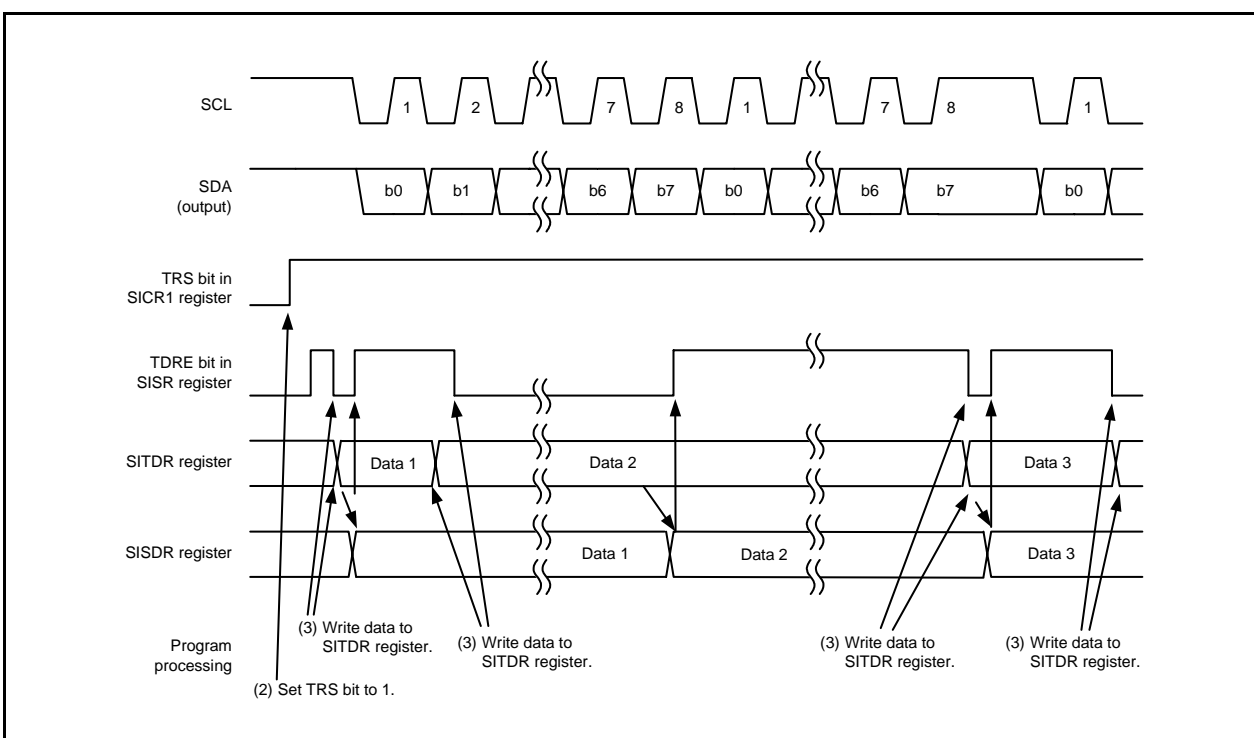 SCL
1 2 7 8 1 7 8 1
SDA
(output)
b0 b1 b6 b7 b0 b6 b7 b0
TRS bit in
SICR1 register
TDRE bit in
SISR register
SITDR register
Data 1 Data 2 Data 3
SISDR register
Data 1 Data 2 Data 3
Program
processing
(3) Write data to
SITDR register.
(3) Write data to
SITDR register.
(3) Write data to
SITDR register.
(3) Write data to
SITDR register.
(2) Set TRS bit to 1.